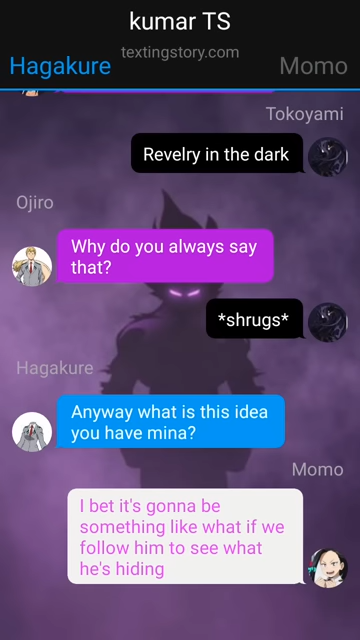 kumar TS
textingstory.com
Hagakure
Momo
Tokoyami
Revelry in the dark
Ojiro
Why do you always say
that?
*shrugs*
Hagakure
Anyway what is this idea
you have mina?
Momo
I bet it's gonna be
something like what if we
follow him to see what
he's hiding